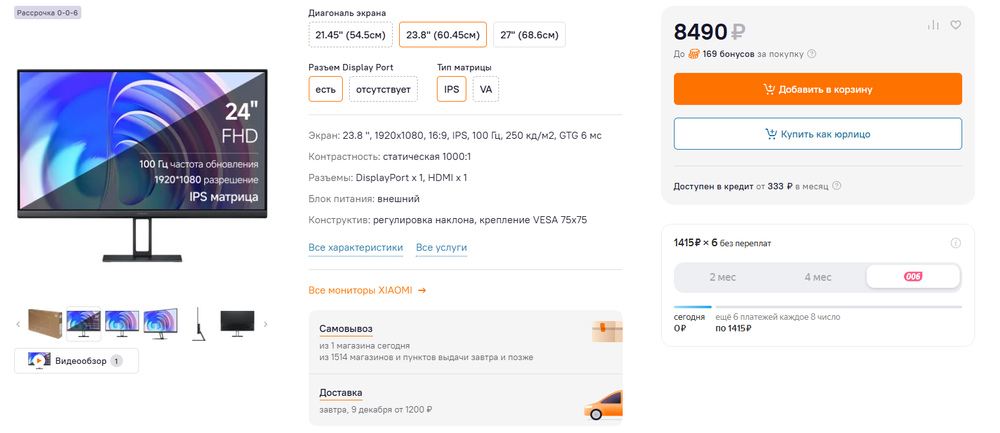 Рассрочка 0-0-6
24"
FHD
100 Гц частота обновления
1920*1080 разрешение
IPS матрица
Видеообзор 1
Диагональ экрана
21.45" (54.5см) 23.8" (60.45см) 27" (68.6см)
Разъем Display Port Тип матрицы
есть отсутствует IPS VA
Экран: 23.8 ", 1920x1080, 16:9, IPS, 100 Гц, 250 кд/м2, GTG 6 мс
Контрастность: статическая 1000:1
Разъемы: DisplayPort x 1, HDMI x 1
Блок питания: внешний
Конструктив: регулировка наклона, крепление VESA 75x75
Все характеристики Все услуги
Все мониторы XIAOMI →
Самовывоз
из 1 магазина сегодня
из 1514 магазинов и пунктов выдачи завтра и позже
Доставка
завтра, 9 декабря от 1200 ₽
8490 ₽
До 169 бонусов за покупку ?
Добавить в корзину
Купить как юрлицо
Доступен в кредит от 333 ₽ в месяц ?
1415₽ × 6 без переплат
2 мес 4 мес 006
сегодня ещё 6 платежей каждое 8 число
0₽ по 1415₽